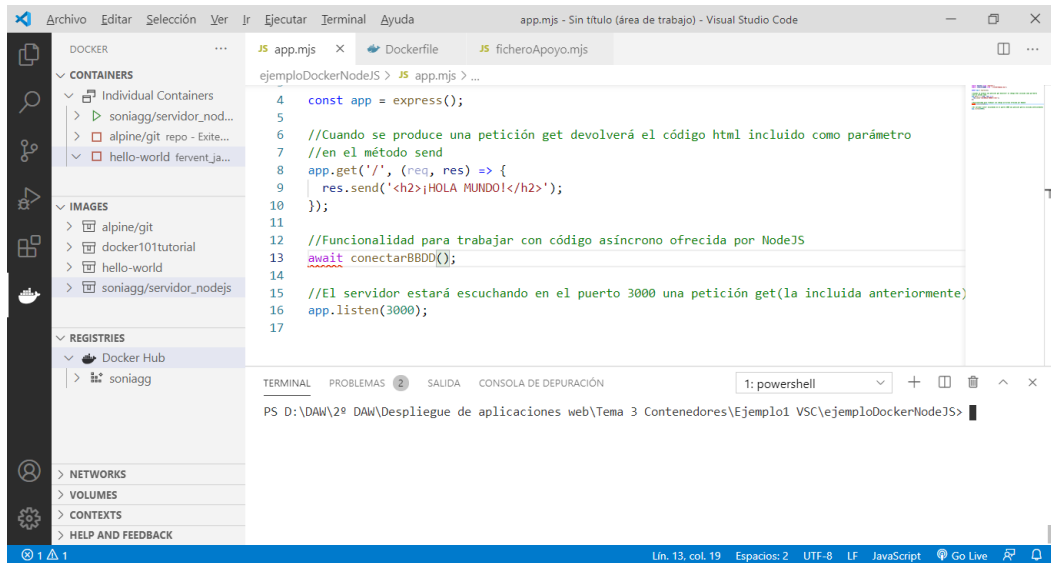 Archivo Editar Selección Ver Ir Ejecutar Terminal Ayuda app.mjs - Sin título (área de trabajo) - Visual Studio Code
DOCKER ...
CONTAINERS
Individual Containers
soniagg/servidor_nod...
alpine/git repo - Exite...
hello-world fervent_ja...
IMAGES
alpine/git
docker101tutorial
hello-world
soniagg/servidor_nodejs
REGISTRIES
Docker Hub
soniagg
NETWORKS
VOLUMES
CONTEXTS
HELP AND FEEDBACK
JS app.mjs Dockerfile JS ficheroApoyo.mjs
ejemploDockerNodeJS > JS app.mjs > ...
4 const app = express();
5
6 //Cuando se produce una petición get devolverá el código html incluido como parámetro
7 //en el método send
8 app.get('/', (req, res) => {
9 res.send('<h2>¡HOLA MUNDO!</h2>');
10 });
11
12 //Funcionalidad para trabajar con código asíncrono ofrecida por NodeJS
13 await conectarBBDD();
14
15 //El servidor estará escuchando en el puerto 3000 una petición get(la incluida anteriormente)
16 app.listen(3000);
17
TERMINAL PROBLEMAS 2 SALIDA CONSOLA DE DEPURACIÓN 1: powershell
PS D:\DAW\2º DAW\Despliegue de aplicaciones web\Tema 3 Contenedores\Ejemplo1 VSC\ejemploDockerNodeJS>
1 1 Lín. 13, col. 19 Espacios: 2 UTF-8 LF JavaScript Go Live